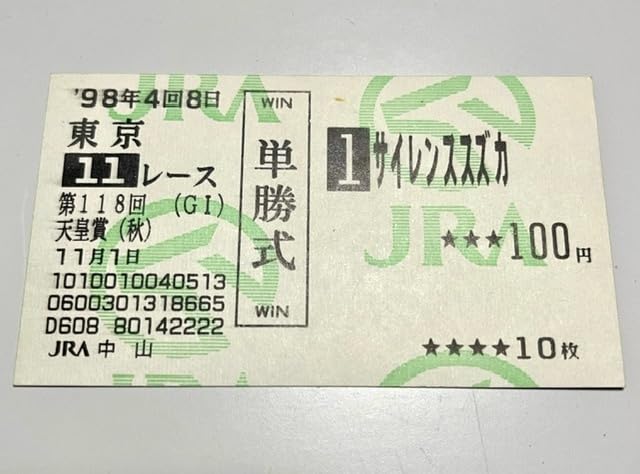 '98年4回8日
東京
11レース
第118回 (GI)
天皇賞(秋)
11月1日
1010010040513
0600301318665
D608 80142222
JRA 中山
WIN
単勝式
WIN
1 サイレンススズカ
★★★100円
★★★★10枚
JRA
JRA
JRA